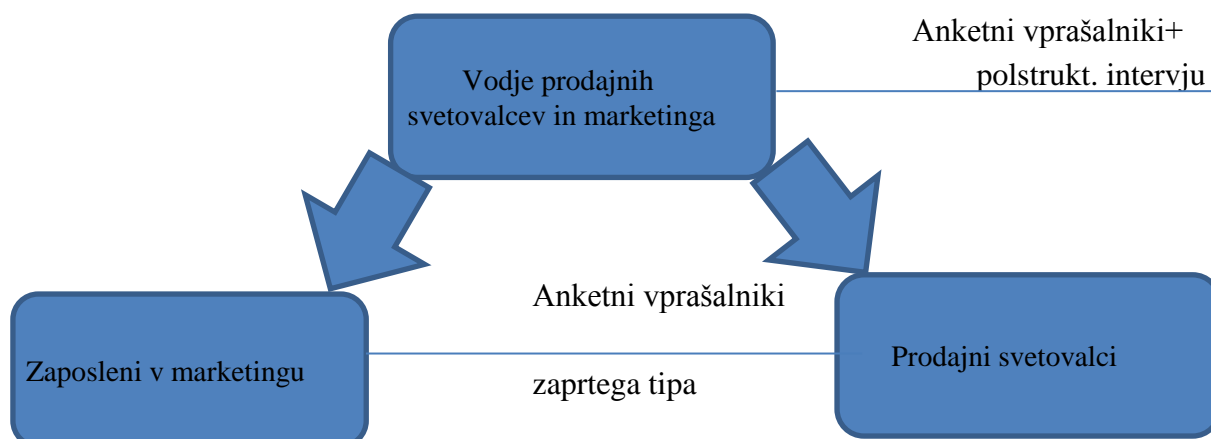 Anketni vprašalniki+
polstrukt. intervju
Vodje prodajnih
svetovalcev in marketinga
Anketni vprašalniki
zaprtega tipa
Zaposleni v marketingu
Prodajni svetovalci